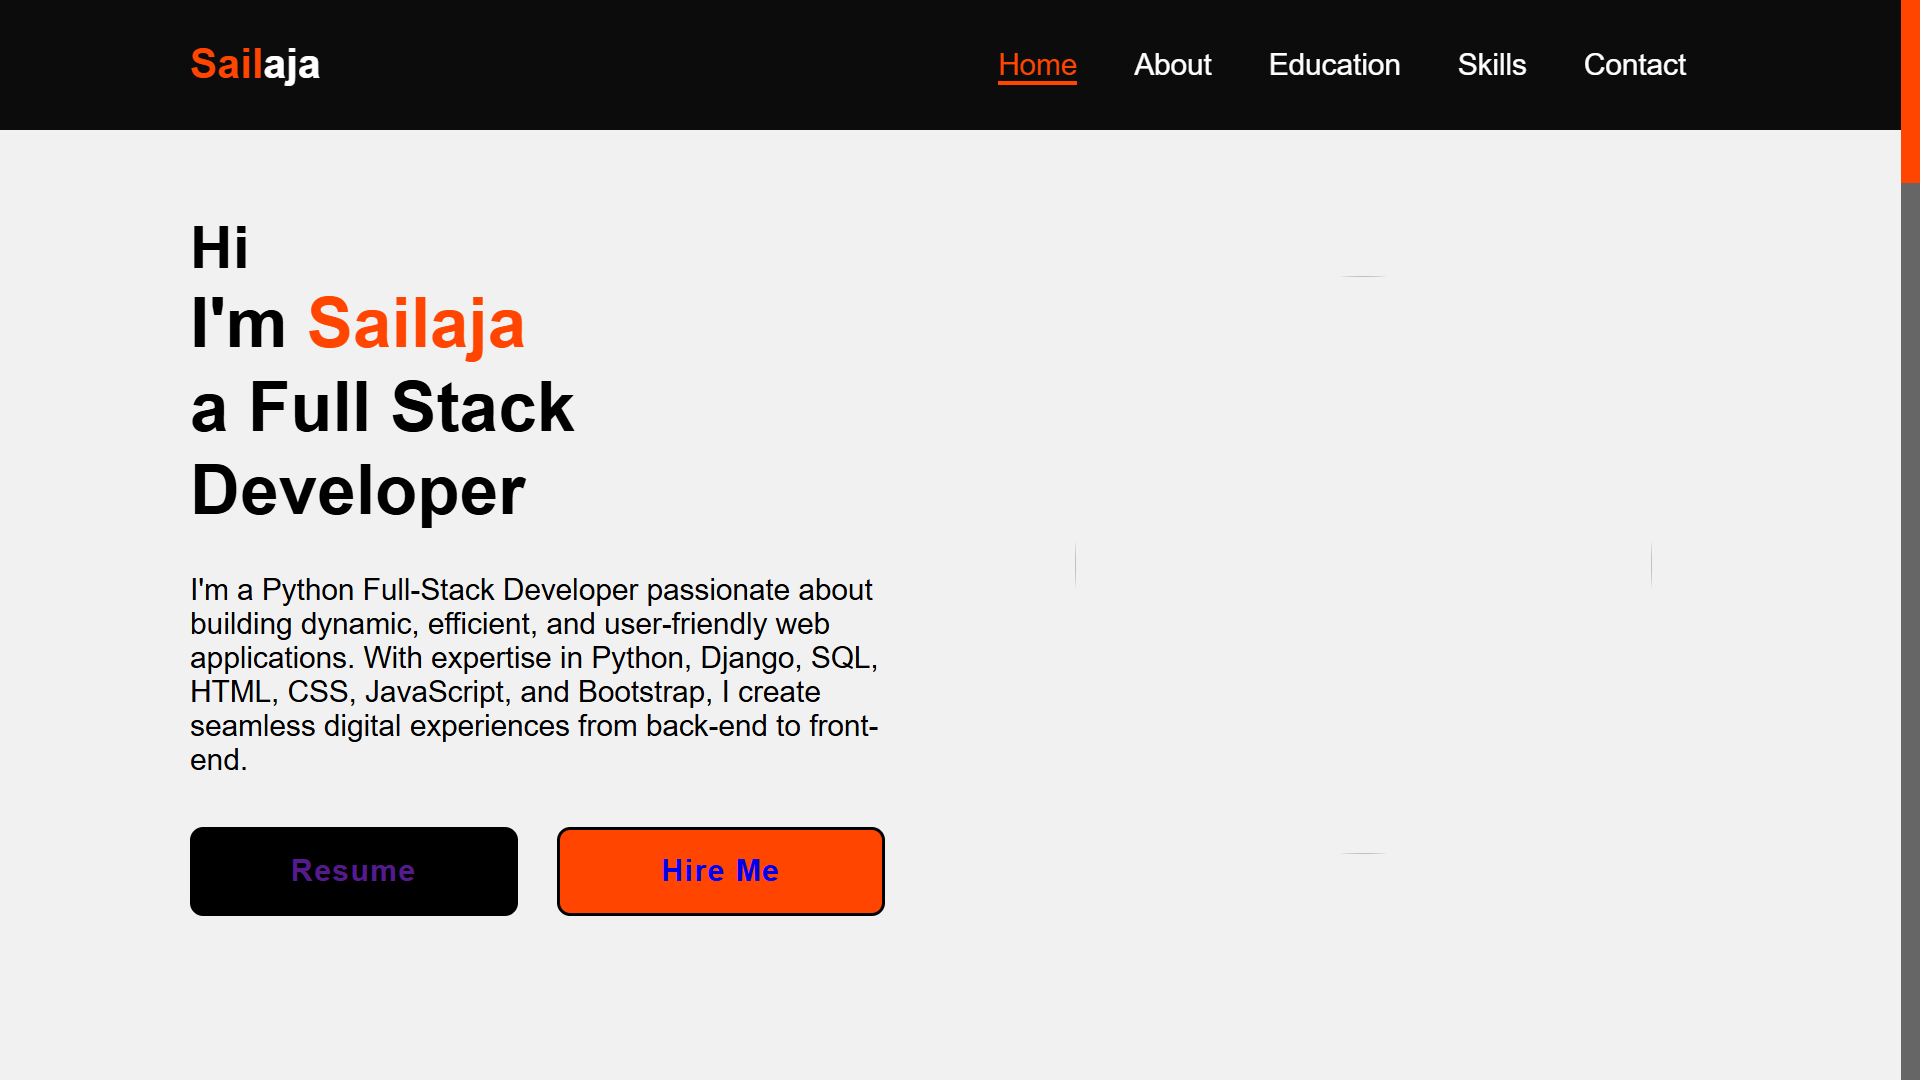 Sailaja
Home About Education Skills Contact
Hi
I'm Sailaja
a Full Stack
Developer
I'm a Python Full-Stack Developer passionate about
building dynamic, efficient, and user-friendly web
applications. With expertise in Python, Django, SQL,
HTML, CSS, JavaScript, and Bootstrap, I create
seamless digital experiences from back-end to front-
end.
Resume Hire Me